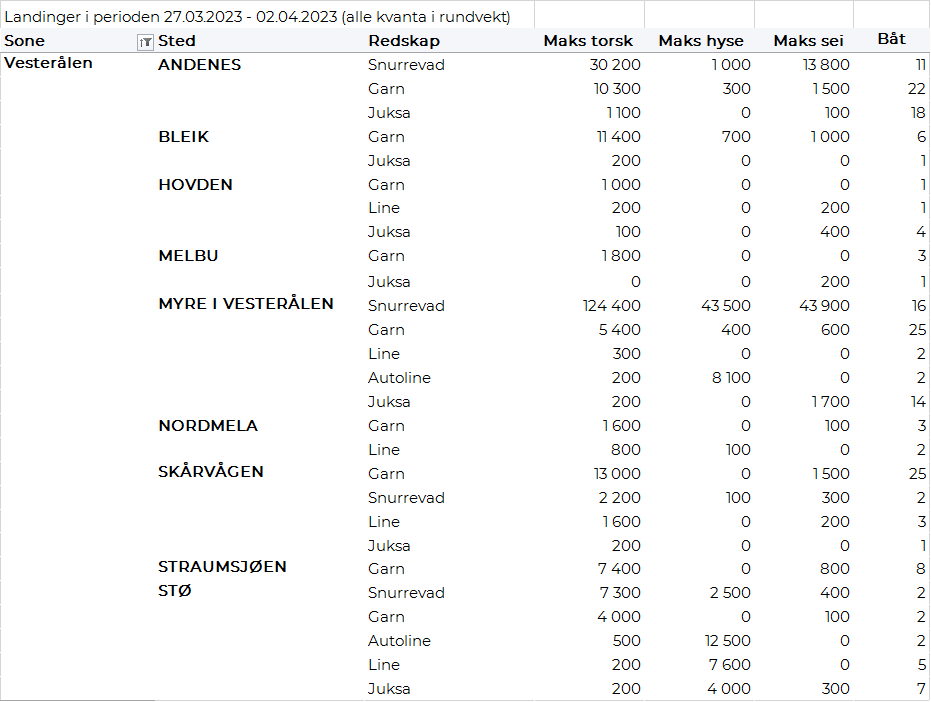 Landinger i perioden 27.03.2023 - 02.04.2023 (alle kvanta i rundvekt)
Sone Sted Redskap Maks torsk Maks hyse Maks sei Båt
Vesterålen ANDENES Snurrevad 30 200 1 000 13 800 11
Garn 10 300 300 1 500 22
Juksa 1 100 0 100 18
BLEIK Garn 11 400 700 1 000 6
Juksa 200 0 0 1
HOVDEN Garn 1 000 0 0 1
Line 200 0 200 1
Juksa 100 0 400 4
MELBU Garn 1 800 0 0 3
Juksa 0 0 200 1
MYRE I VESTERÅLEN Snurrevad 124 400 43 500 43 900 16
Garn 5 400 400 600 25
Line 300 0 0 2
Autoline 200 8 100 0 2
Juksa 200 0 1 700 14
NORDMELA Garn 1 600 0 100 3
Line 800 100 0 2
SKÅRVÅGEN Garn 13 000 0 1 500 25
Snurrevad 2 200 100 300 2
Line 1 600 0 200 3
Juksa 200 0 0 1
STRAUMSJØEN Garn 7 400 0 800 8
STØ Snurrevad 7 300 2 500 400 2
Garn 4 000 0 100 2
Autoline 500 12 500 0 2
Line 200 7 600 0 5
Juksa 200 4 000 300 7